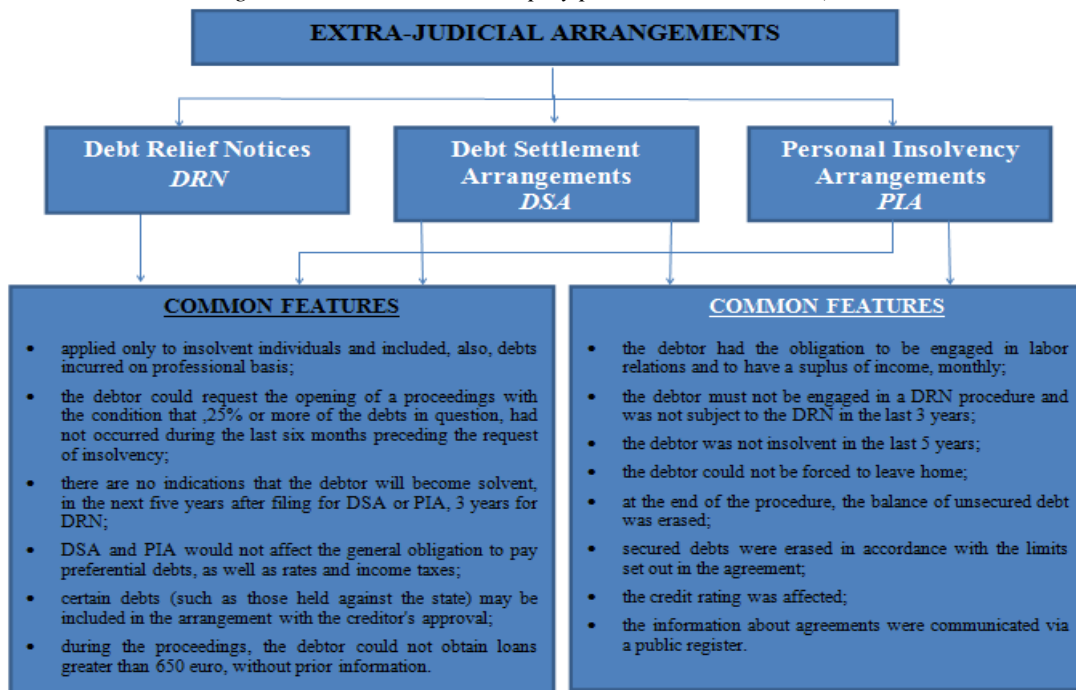 EXTRA-JUDICIAL ARRANGEMENTS
Debt Relief Notices
DRN
Debt Settlement
Arrangements
DSA
Personal Insolvency
Arrangements
PIA
COMMON FEATURES
• applied only to insolvent individuals and included, also, debts
incurred on professional basis;
• the debtor could request the opening of a proceedings with
the condition that ,25% or more of the debts in question, had
not occurred during the last six months preceding the request
of insolvency;
• there are no indications that the debtor will become solvent,
in the next five years after filing for DSA or PIA, 3 years for
DRN;
• DSA and PIA would not affect the general obligation to pay
preferential debts, as well as rates and income taxes;
• certain debts (such as those held against the state) may be
included in the arrangement with the creditor's approval;
• during the proceedings, the debtor could not obtain loans
greater than 650 euro, without prior information.
COMMON FEATURES
• the debtor had the obligation to be engaged in labor
relations and to have a suplus of income, monthly;
• the debtor must not be engaged in a DRN procedure and
was not subject to the DRN in the last 3 years;
• the debtor was not insolvent in the last 5 years;
• the debtor could not be forced to leave home;
• at the end of the procedure, the balance of unsecured debt
was erased;
• secured debts were erased in accordance with the limits
set out in the agreement;
• the credit rating was affected;
• the information about agreements were communicated via
a public register.